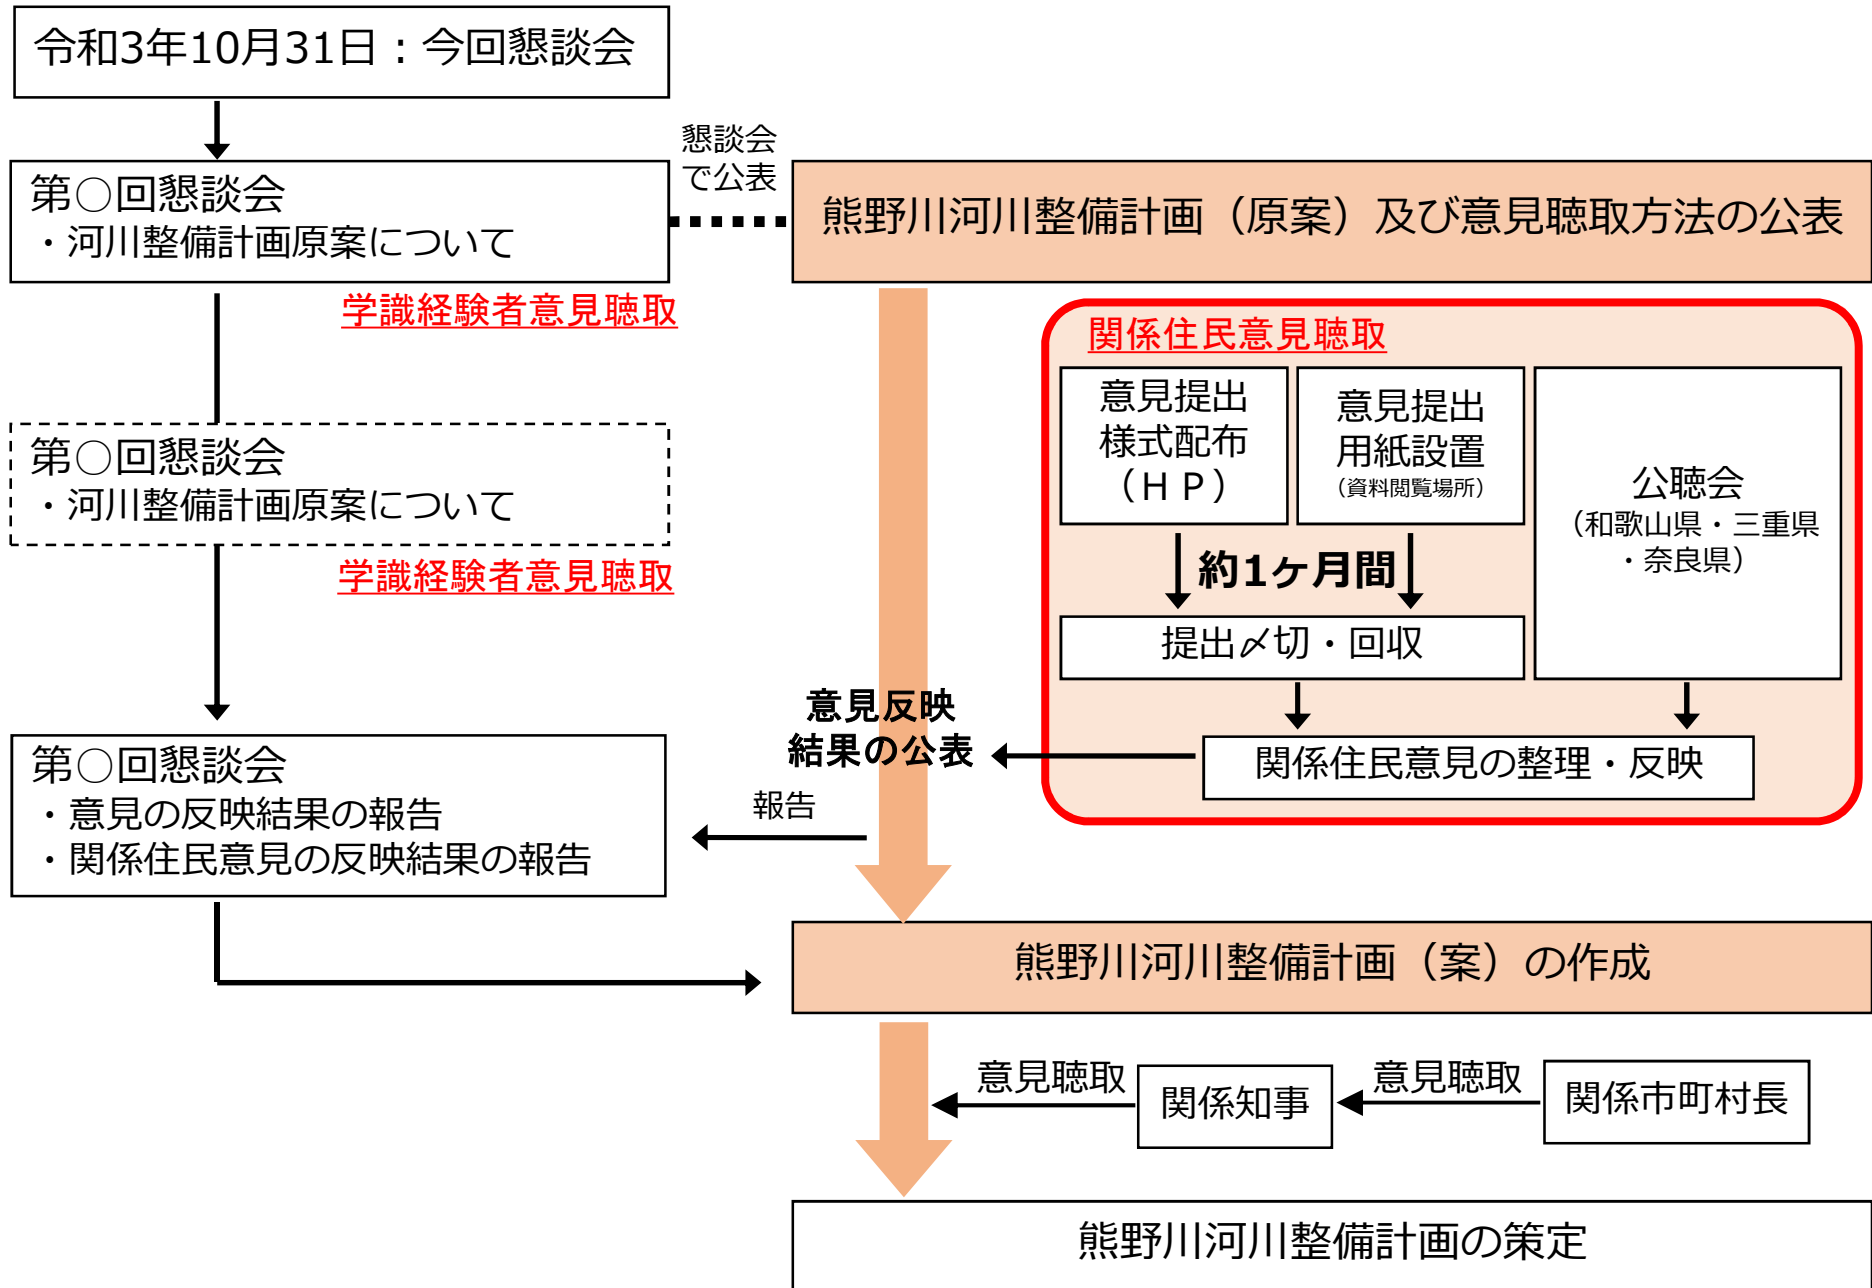 令和3年10月31日：今回懇談会
懇談会
で公表
第○回懇談会
・河川整備計画原案について
熊野川河川整備計画（原案）及び意見聴取方法の公表
学識経験者意見聴取
関係住民意見聴取
意見提出
様式配布
（ＨＰ）
意見提出
用紙設置
（資料閲覧場所）
公聴会
（和歌山県・三重県
・奈良県）
第○回懇談会
・河川整備計画原案について
学識経験者意見聴取
約1ヶ月間
提出〆切・回収
意見反映
結果の公表
関係住民意見の整理・反映
第○回懇談会
・意見の反映結果の報告
・関係住民意見の反映結果の報告
報告
熊野川河川整備計画（案）の作成
意見聴取
関係知事
意見聴取
関係市町村長
熊野川河川整備計画の策定